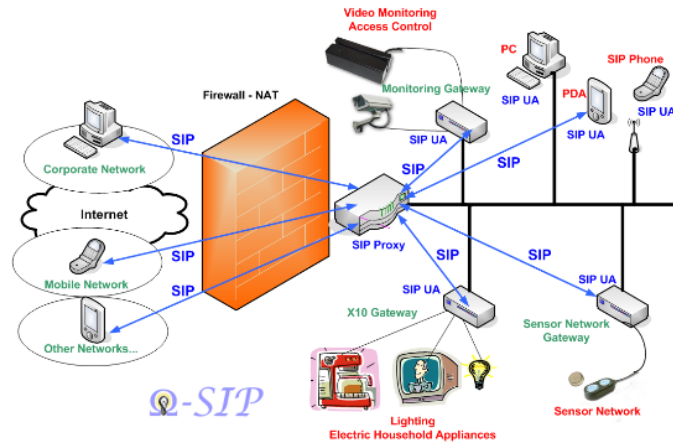 Video Monitoring
Access Control
PC
SIP Phone
Firewall - NAT
Monitoring Gateway
SIP UA
PDA
SIP UA
SIP UA
SIP
SIP UA
Corporate Network
SIP
SIP
Internet
SIP
SIP Proxy
SIP
SIP
Mobile Network
SIP
SIP UA
SIP UA
X10 Gateway
Sensor Network
Gateway
Other Networks...
Ω-SIP
Lighting
Electric Household Appliances
Sensor Network